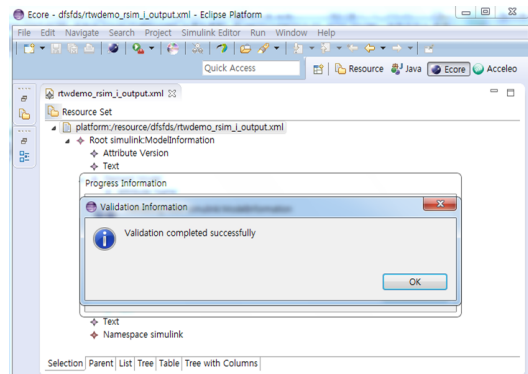 Ecore - dfsfds/rtwdemo_rsim_i_output.xml - Eclipse Platform
File Edit Navigate Search Project Simulink Editor Run Window Help
Quick Access
Resource Java Ecore Acceleo
rtwdemo_rsim_i_output.xml
Resource Set
platform:/resource/dfsfds/rtwdemo_rsim_i_output.xml
Root simulink:ModelInformation
Attribute Version
Text
Progress Information
Validation Information
Validation completed successfully
OK
Text
Namespace simulink
Selection Parent List Tree Table Tree with Columns